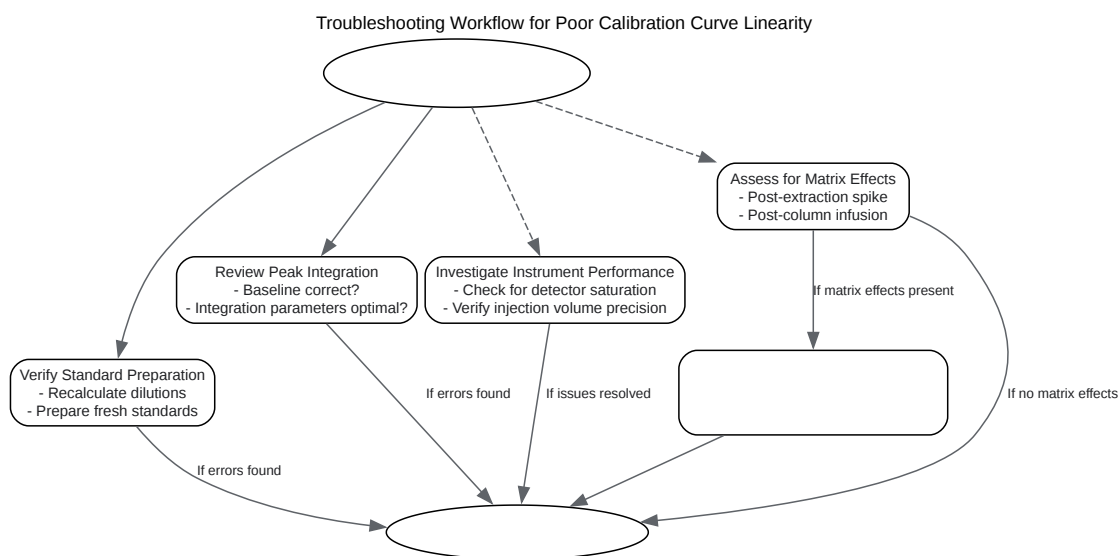 Troubleshooting Workflow for Poor Calibration Curve Linearity
Assess for Matrix Effects
- Post-extraction spike
- Post-column infusion
Review Peak Integration
- Baseline correct?
- Integration parameters optimal?
Investigate Instrument Performance
- Check for detector saturation
- Verify injection volume precision
If matrix effects present
Verify Standard Preparation
- Recalculate dilutions
- Prepare fresh standards
If errors found
If issues resolved
If no matrix effects
If errors found